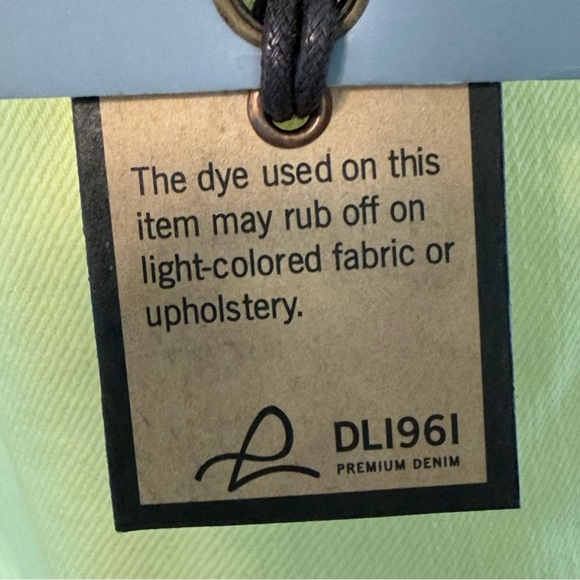 The dye used on this
item may rub off on
light-colored fabric or
upholstery.
DL1961
PREMIUM DENIM